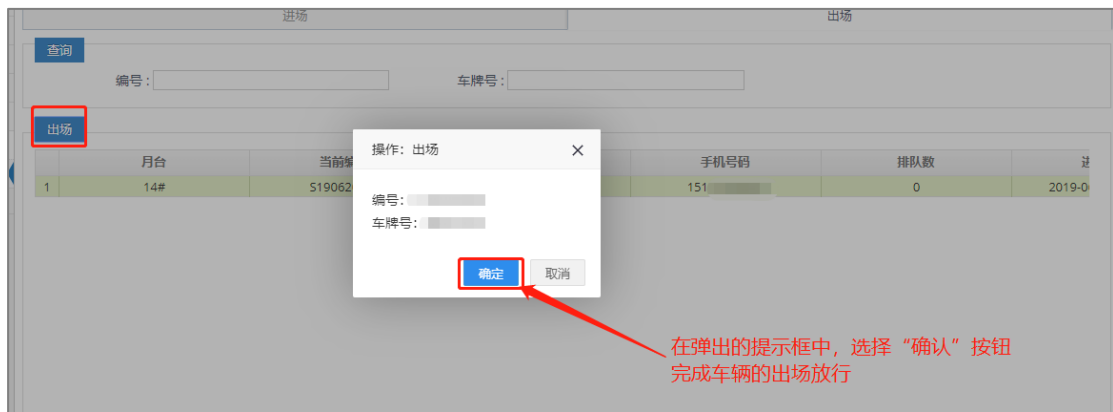 进场 出场
查询
编号： 车牌号：
出场
操作：出场
月台 当前编 手机号码 排队数 进
1 14# S19062 151 0 2019-0
编号：
车牌号：
确定 取消
在弹出的提示框中，选择“确认”按钮
完成车辆的出场放行